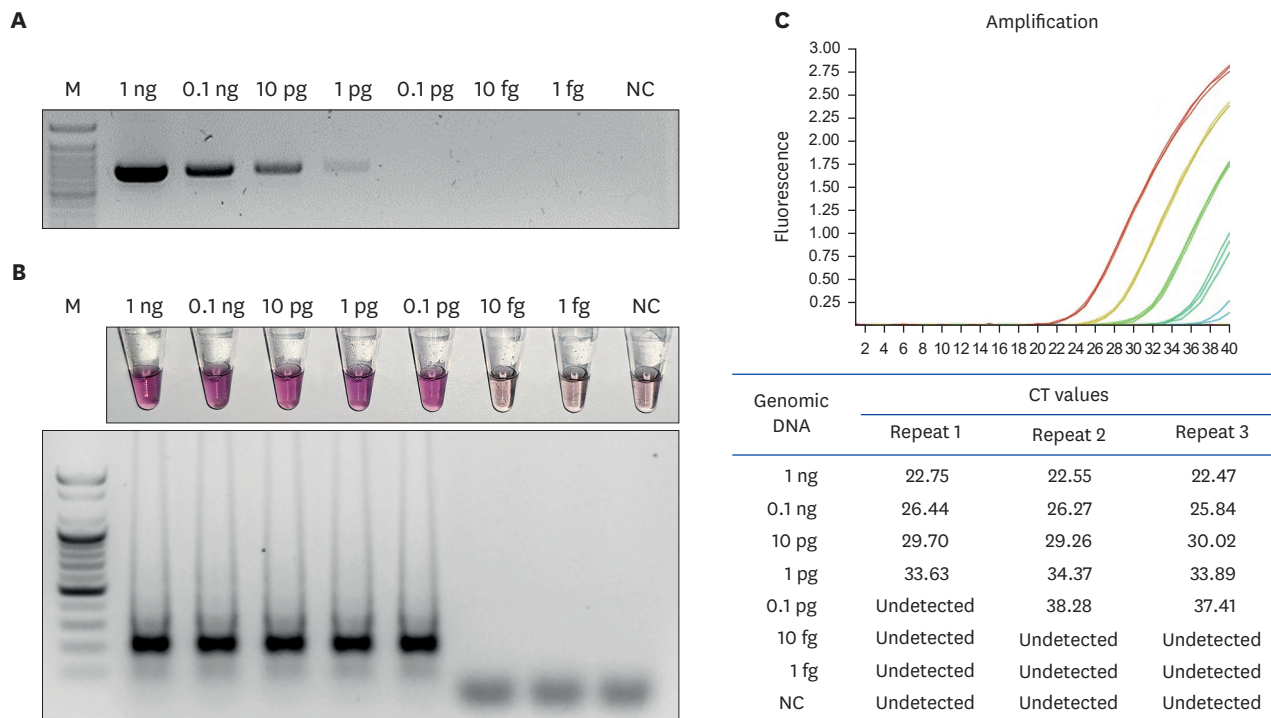 A
M 1 ng 0.1 ng 10 pg 1 pg 0.1 pg 10 fg 1 fg NC
B
M 1 ng 0.1 ng 10 pg 1 pg 0.1 pg 10 fg 1 fg NC
C
Amplification
Fluorescence
3.00
2.75
2.50
2.25
2.00
1.75
1.50
1.25
1.00
0.75
0.50
0.25
2 4 6 8 10 12 14 16 18 20 22 24 26 28 30 32 34 36 38 40
Genomic DNA
CT values
Repeat 1 Repeat 2 Repeat 3
1 ng 22.75 22.55 22.47
0.1 ng 26.44 26.27 25.84
10 pg 29.70 29.26 30.02
1 pg 33.63 34.37 33.89
0.1 pg Undetected 38.28 37.41
10 fg Undetected Undetected Undetected
1 fg Undetected Undetected Undetected
NC Undetected Undetected Undetected